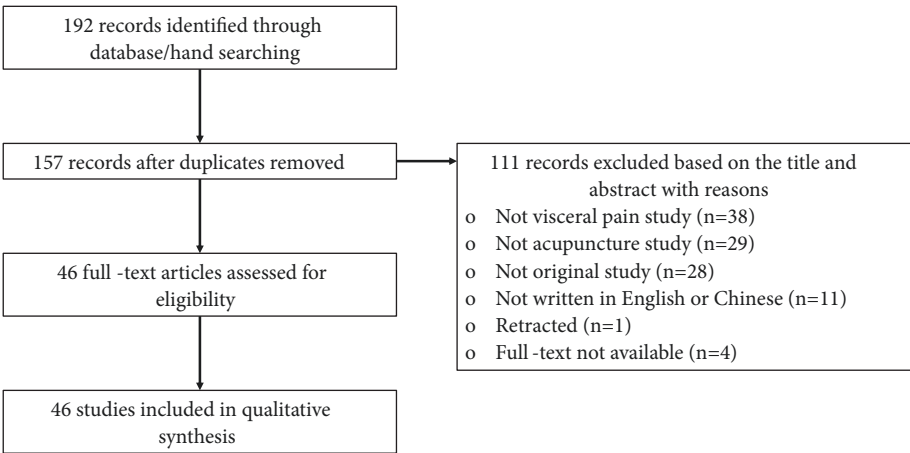 192 records identified through
database/hand searching
157 records after duplicates removed
111 records excluded based on the title and
abstract with reasons
o Not visceral pain study (n=38)
o Not acupuncture study (n=29)
o Not original study (n=28)
o Not written in English or Chinese (n=11)
o Retracted (n=1)
o Full -text not available (n=4)
46 full -text articles assessed for
eligibility
46 studies included in qualitative
synthesis